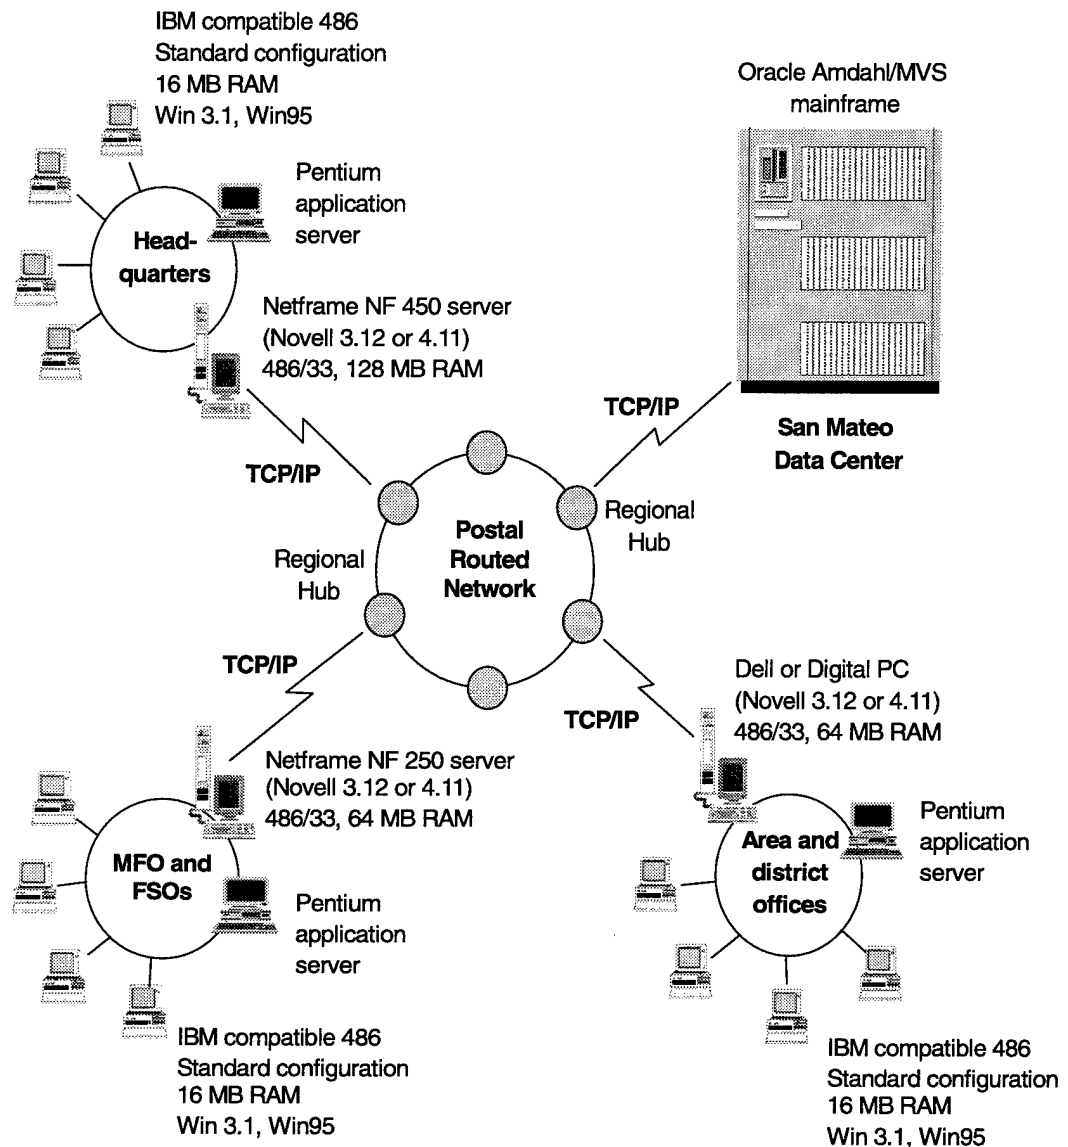 IBM compatible 486
Standard configuration
16 MB RAM
Win 3.1, Win95
Oracle Amdahl/MVS
mainframe
Pentium
application
server
Head-
quarters
Netframe NF 450 server
(Novell 3.12 or 4.11)
486/33, 128 MB RAM
TCP/IP
San Mateo
Data Center
TCP/IP
Regional
Hub
Postal
Routed
Network
Regional
Hub
TCP/IP
Dell or Digital PC
(Novell 3.12 or 4.11)
486/33, 64 MB RAM
TCP/IP
Netframe NF 250 server
(Novell 3.12 or 4.11)
486/33, 64 MB RAM
MFO and
FSOs
Pentium
application
server
Area and
district
offices
Pentium
application
server
IBM compatible 486
Standard configuration
16 MB RAM
Win 3.1, Win95
IBM compatible 486
Standard configuration
16 MB RAM
Win 3.1, Win95